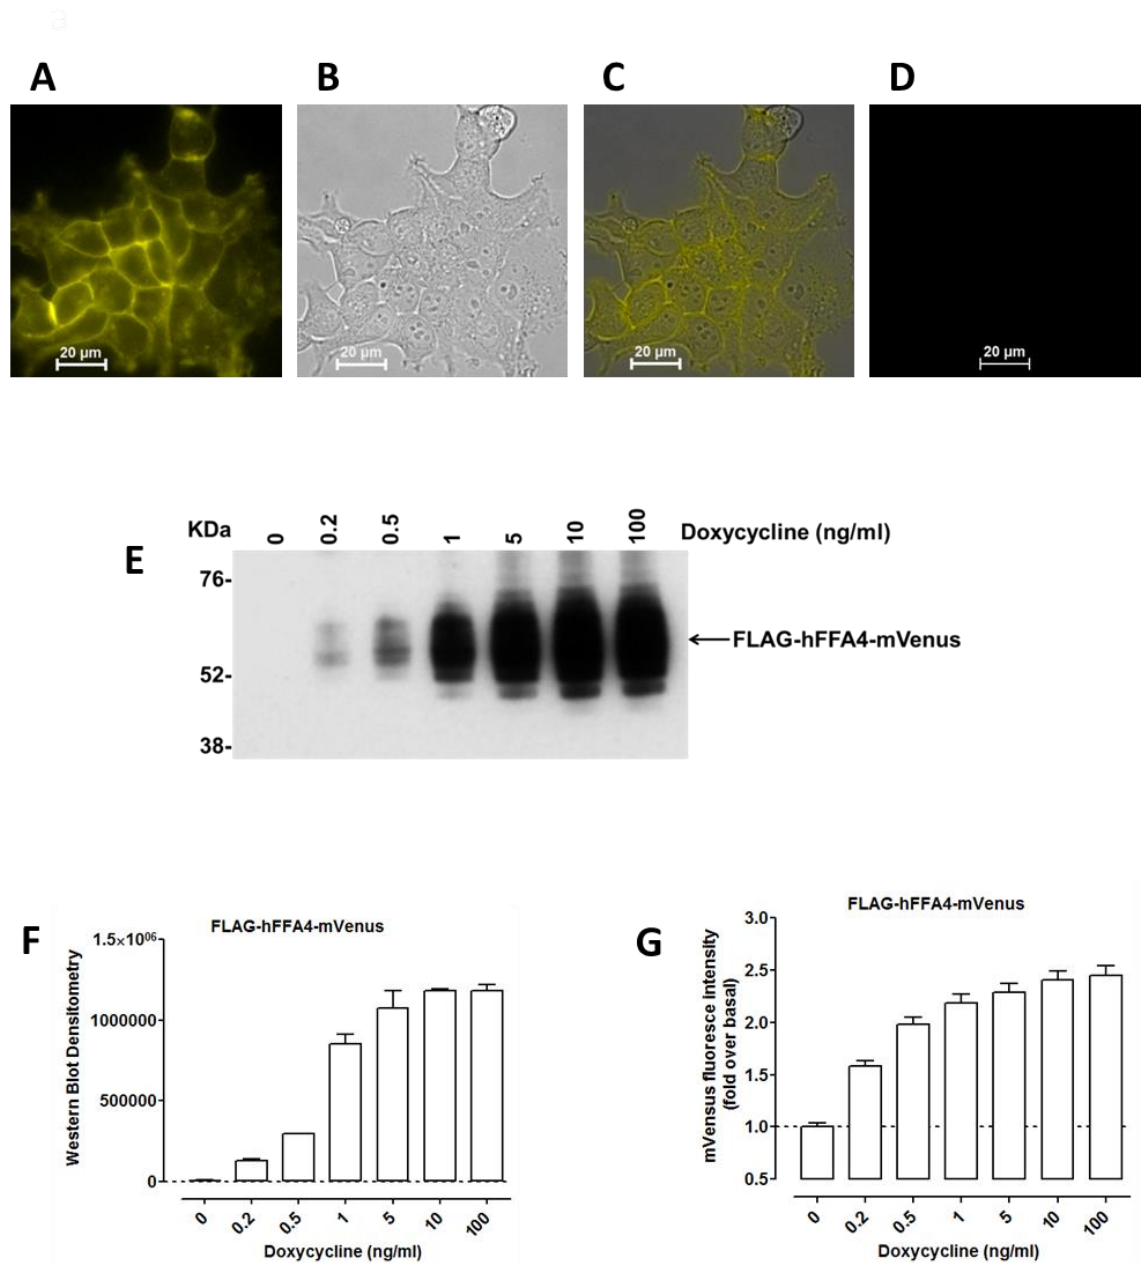 a
A B C D
20 µm 20 µm 20 µm 20 µm
KDa 0 0.2 0.5 1 5 10 100 Doxycycline (ng/ml)
E
76-
FLAG-hFFA4-mVenus
52-
38-
F
FLAG-hFFA4-mVenus
Western Blot Densitometry
1.5×10⁰⁶
1000000
500000
0
0 0.2 0.5 1 5 10 100
Doxycycline (ng/ml)
G
FLAG-hFFA4-mVenus
mVensus fluoresce intensity
(fold over basal)
3.0
2.5
2.0
1.5
1.0
0.5
0 0.2 0.5 1 5 10 100
Doxycycline (ng/ml)